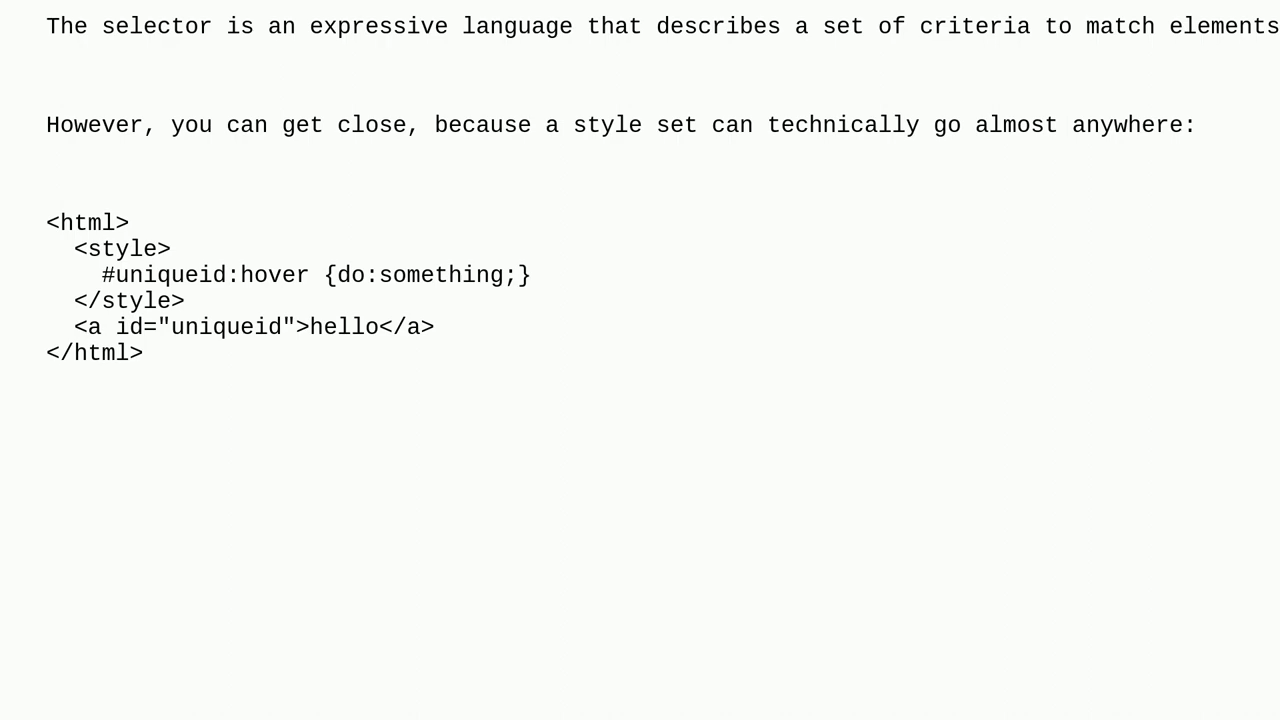 The selector is an expressive language that describes a set of criteria to match elements
However, you can get close, because a style set can technically go almost anywhere:
<html>
  <style>
    #uniqueid:hover {do:something;}
  </style>
  <a id="uniqueid">hello</a>
</html>